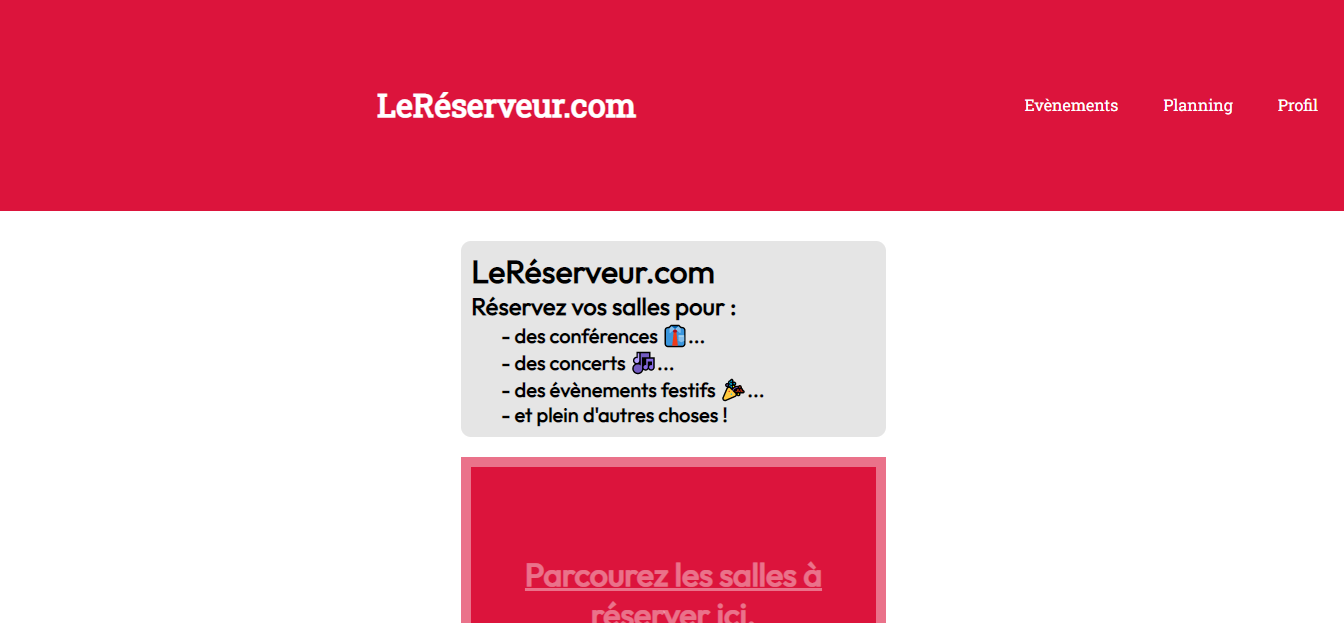 LeRéserveur.com
Evènements Planning Profil
LeRéserveur.com
Réservez vos salles pour :
- des conférences 👔...
- des concerts 🎶...
- des évènements festifs 🎉...
- et plein d'autres choses !
Parcourez les salles à
réserver ici.